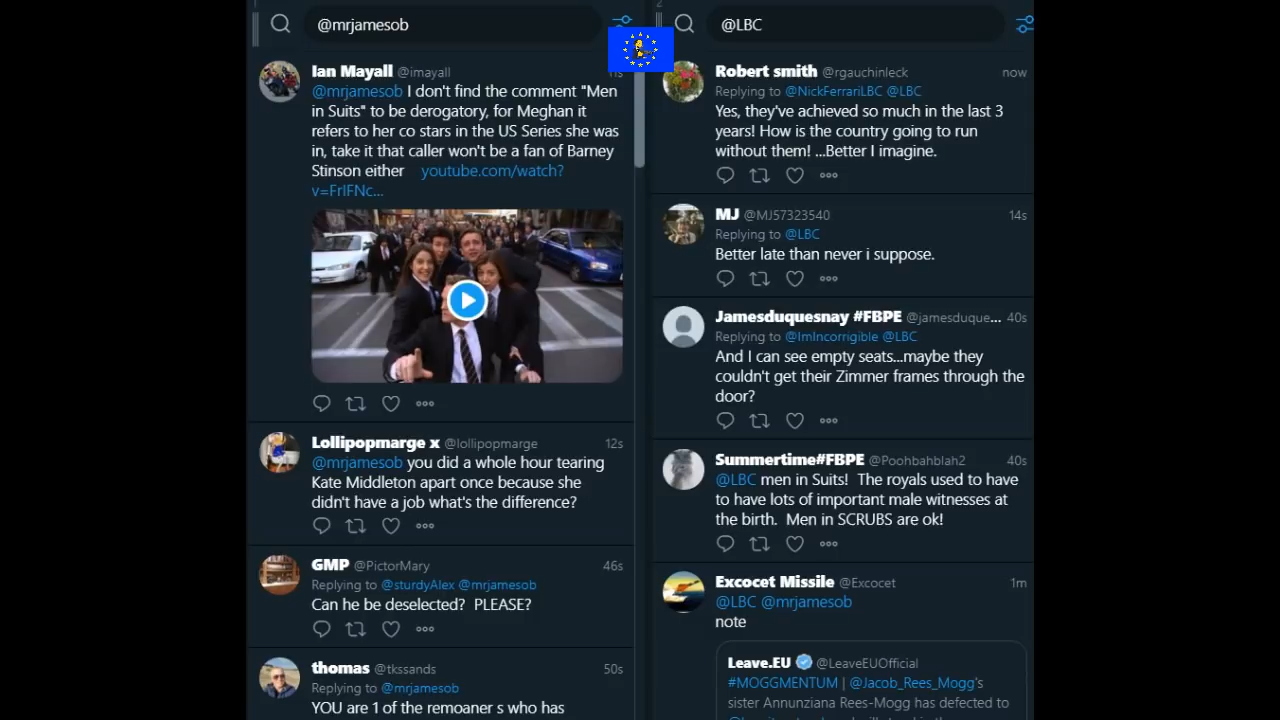 @mrjamesob
Ian Mayall @imayall
@mrjamesob I don't find the comment "Men
in Suits" to be derogatory, for Meghan it
refers to her co stars in the US Series she was
in, take it that caller won't be a fan of Barney
Stinson either youtube.com/watch?
v=FrlFNc...
Lollipopmarge x @lollipopmarge 12s
@mrjamesob you did a whole hour tearing
Kate Middleton apart once because she
didn't have a job what's the difference?
GMP @PictorMary 46s
Replying to @sturdyAlex @mrjamesob
Can he be deselected? PLEASE?
thomas @tkssands 50s
Replying to @mrjamesob
YOU are 1 of the remoaner s who has
2
@LBC
Robert smith @rgauchinleck now
Replying to @NickFerrariLBC @LBC
Yes, they've achieved so much in the last 3
years! How is the country going to run
without them! ...Better I imagine.
MJ @MJ57323540 14s
Replying to @LBC
Better late than never i suppose.
Jamesduquesnay #FBPE @jamesduque... 40s
Replying to @ImIncorrigible @LBC
And I can see empty seats...maybe they
couldn't get their Zimmer frames through the
door?
Summertime#FBPE @Poohbahblah2 40s
@LBC men in Suits! The royals used to have
to have lots of important male witnesses at
the birth. Men in SCRUBS are ok!
Excocet Missile @Excocet 1m
@LBC @mrjamesob
note
Leave.EU @LeaveEUOfficial
#MOGGMENTUM | @Jacob_Rees_Mogg's
sister Annunziana Rees-Mogg has defected to